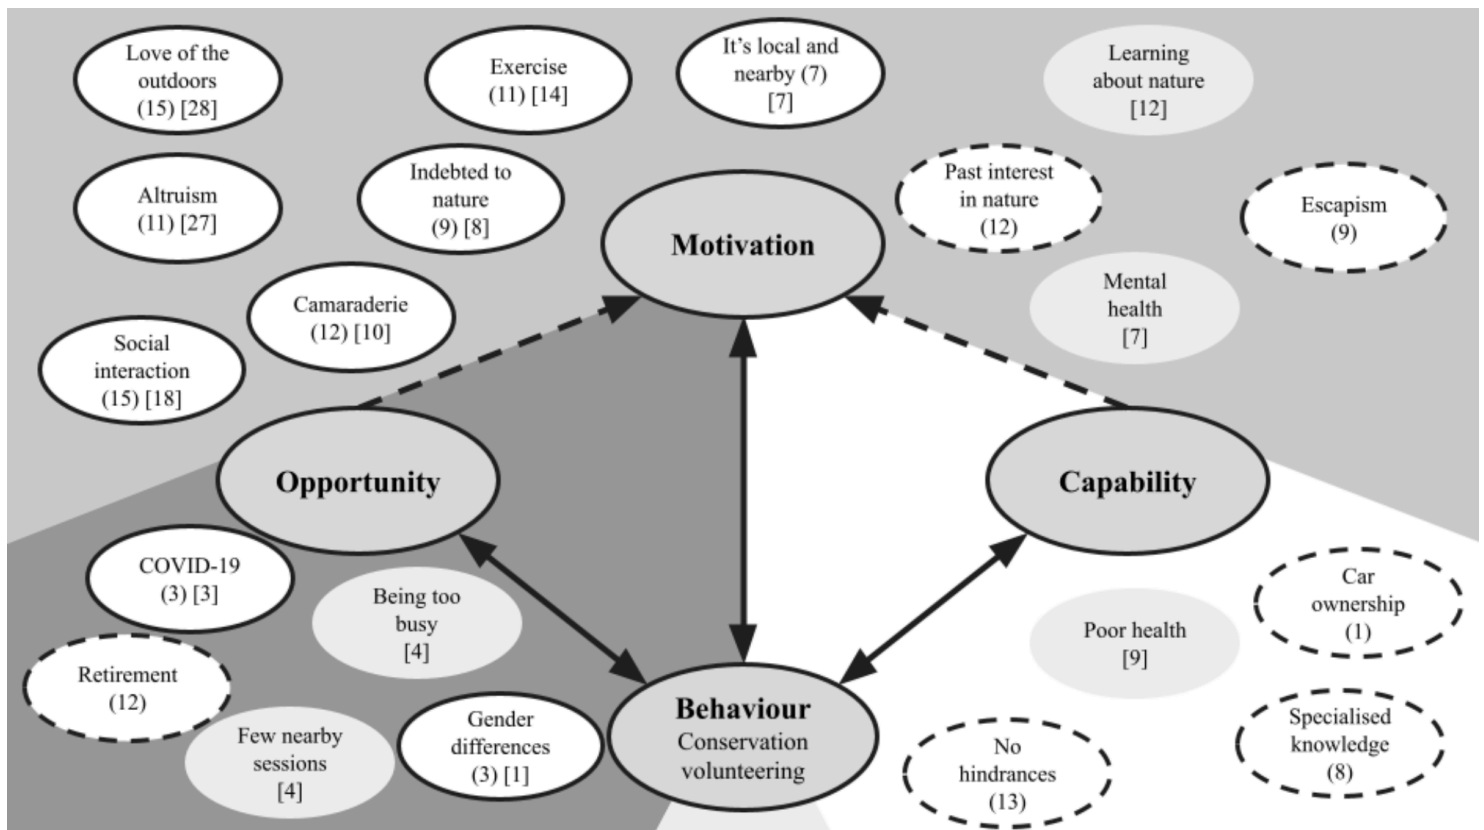 Love of the
outdoors
(15) [28]
Exercise
(11) [14]
It's local and
nearby (7)
[7]
Learning
about nature
[12]
Altruism
(11) [27]
Indebted to
nature
(9) [8]
Past interest
in nature
(12)
Escapism
(9)
Motivation
Camaraderie
(12) [10]
Mental
health
[7]
Social
interaction
(15) [18]
Opportunity
Capability
COVID-19
(3) [3]
Being too
busy
[4]
Car
ownership
(1)
Poor health
[9]
Retirement
(12)
Few nearby
sessions
[4]
Gender
differences
(3) [1]
Behaviour
Conservation
volunteering
No
hindrances
(13)
Specialised
knowledge
(8)